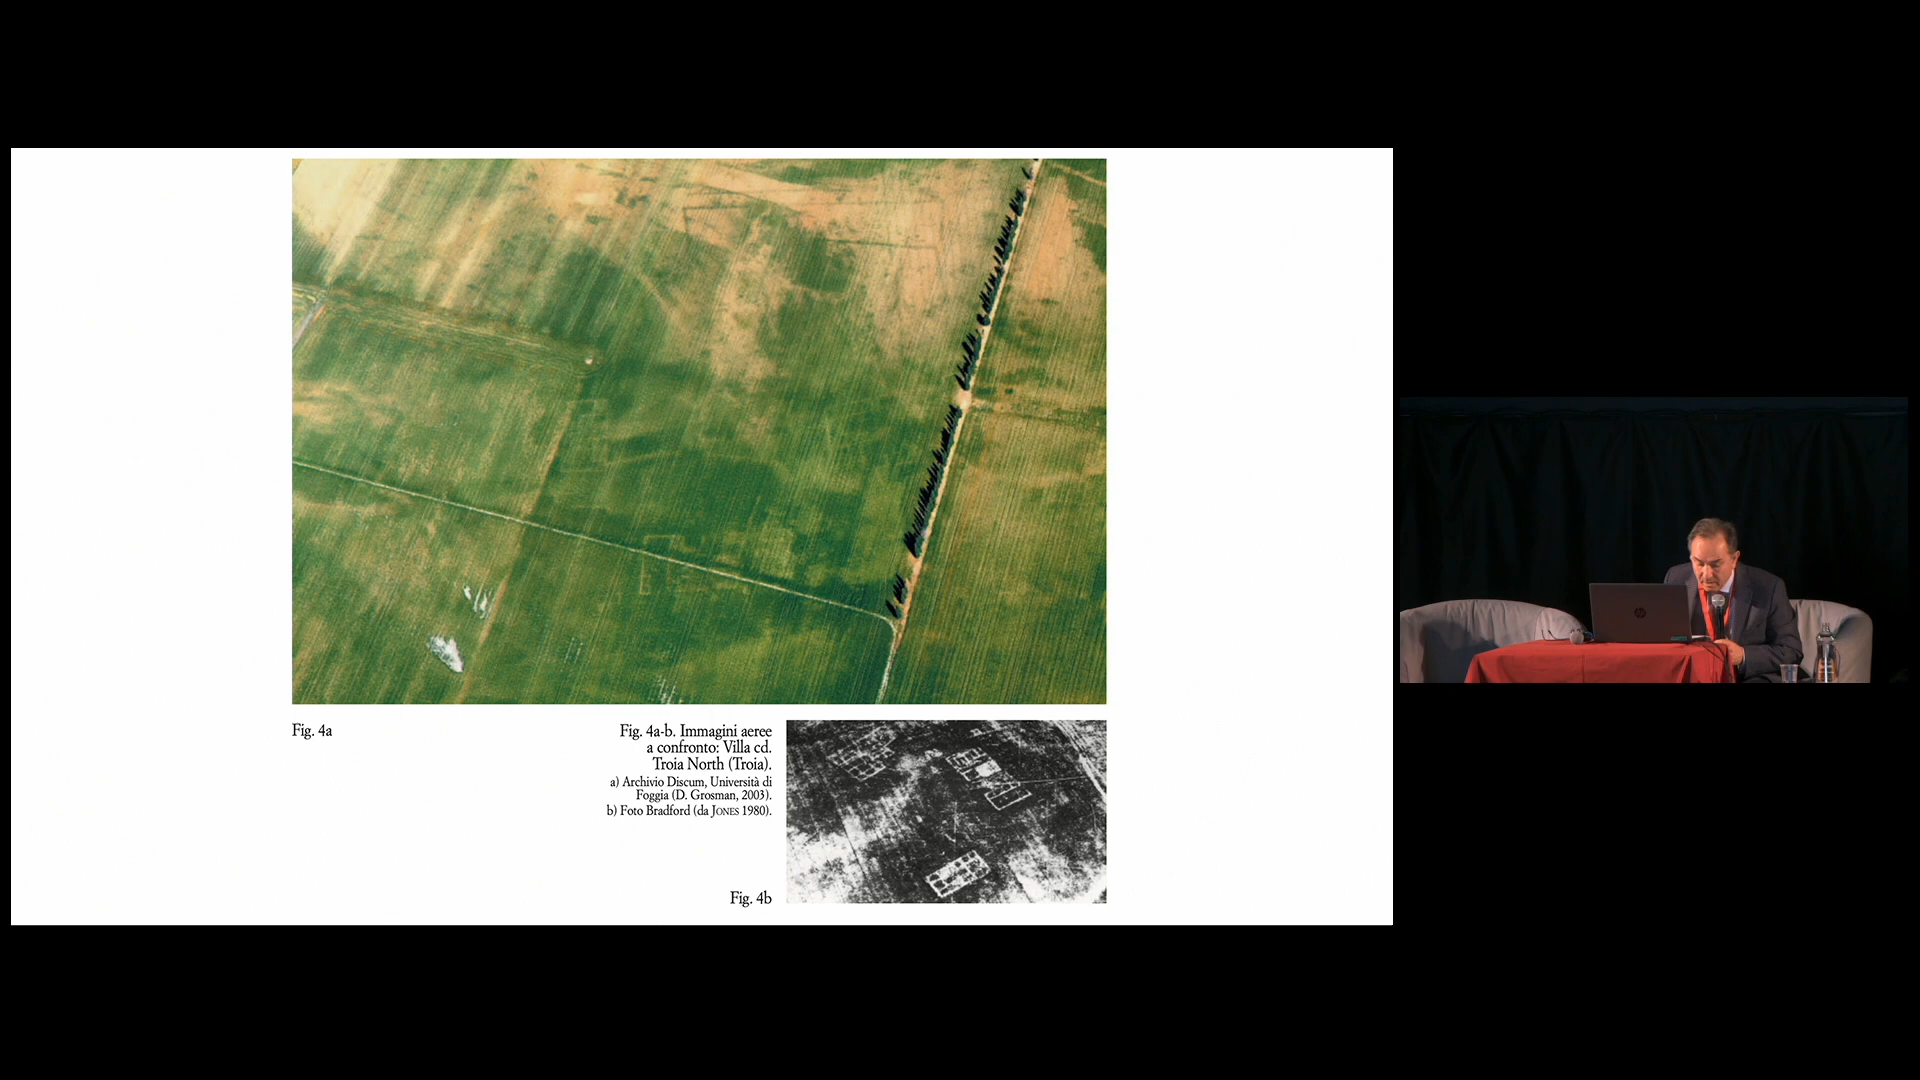 Fig. 4a
Fig. 4a-b. Immagini aeree
a confronto: Villa cd.
Troia North (Troia).
a) Archivio Discum, Università di
Foggia (D. Grosman, 2003).
b) Foto Bradford (da JONES 1980).
Fig. 4b
hp